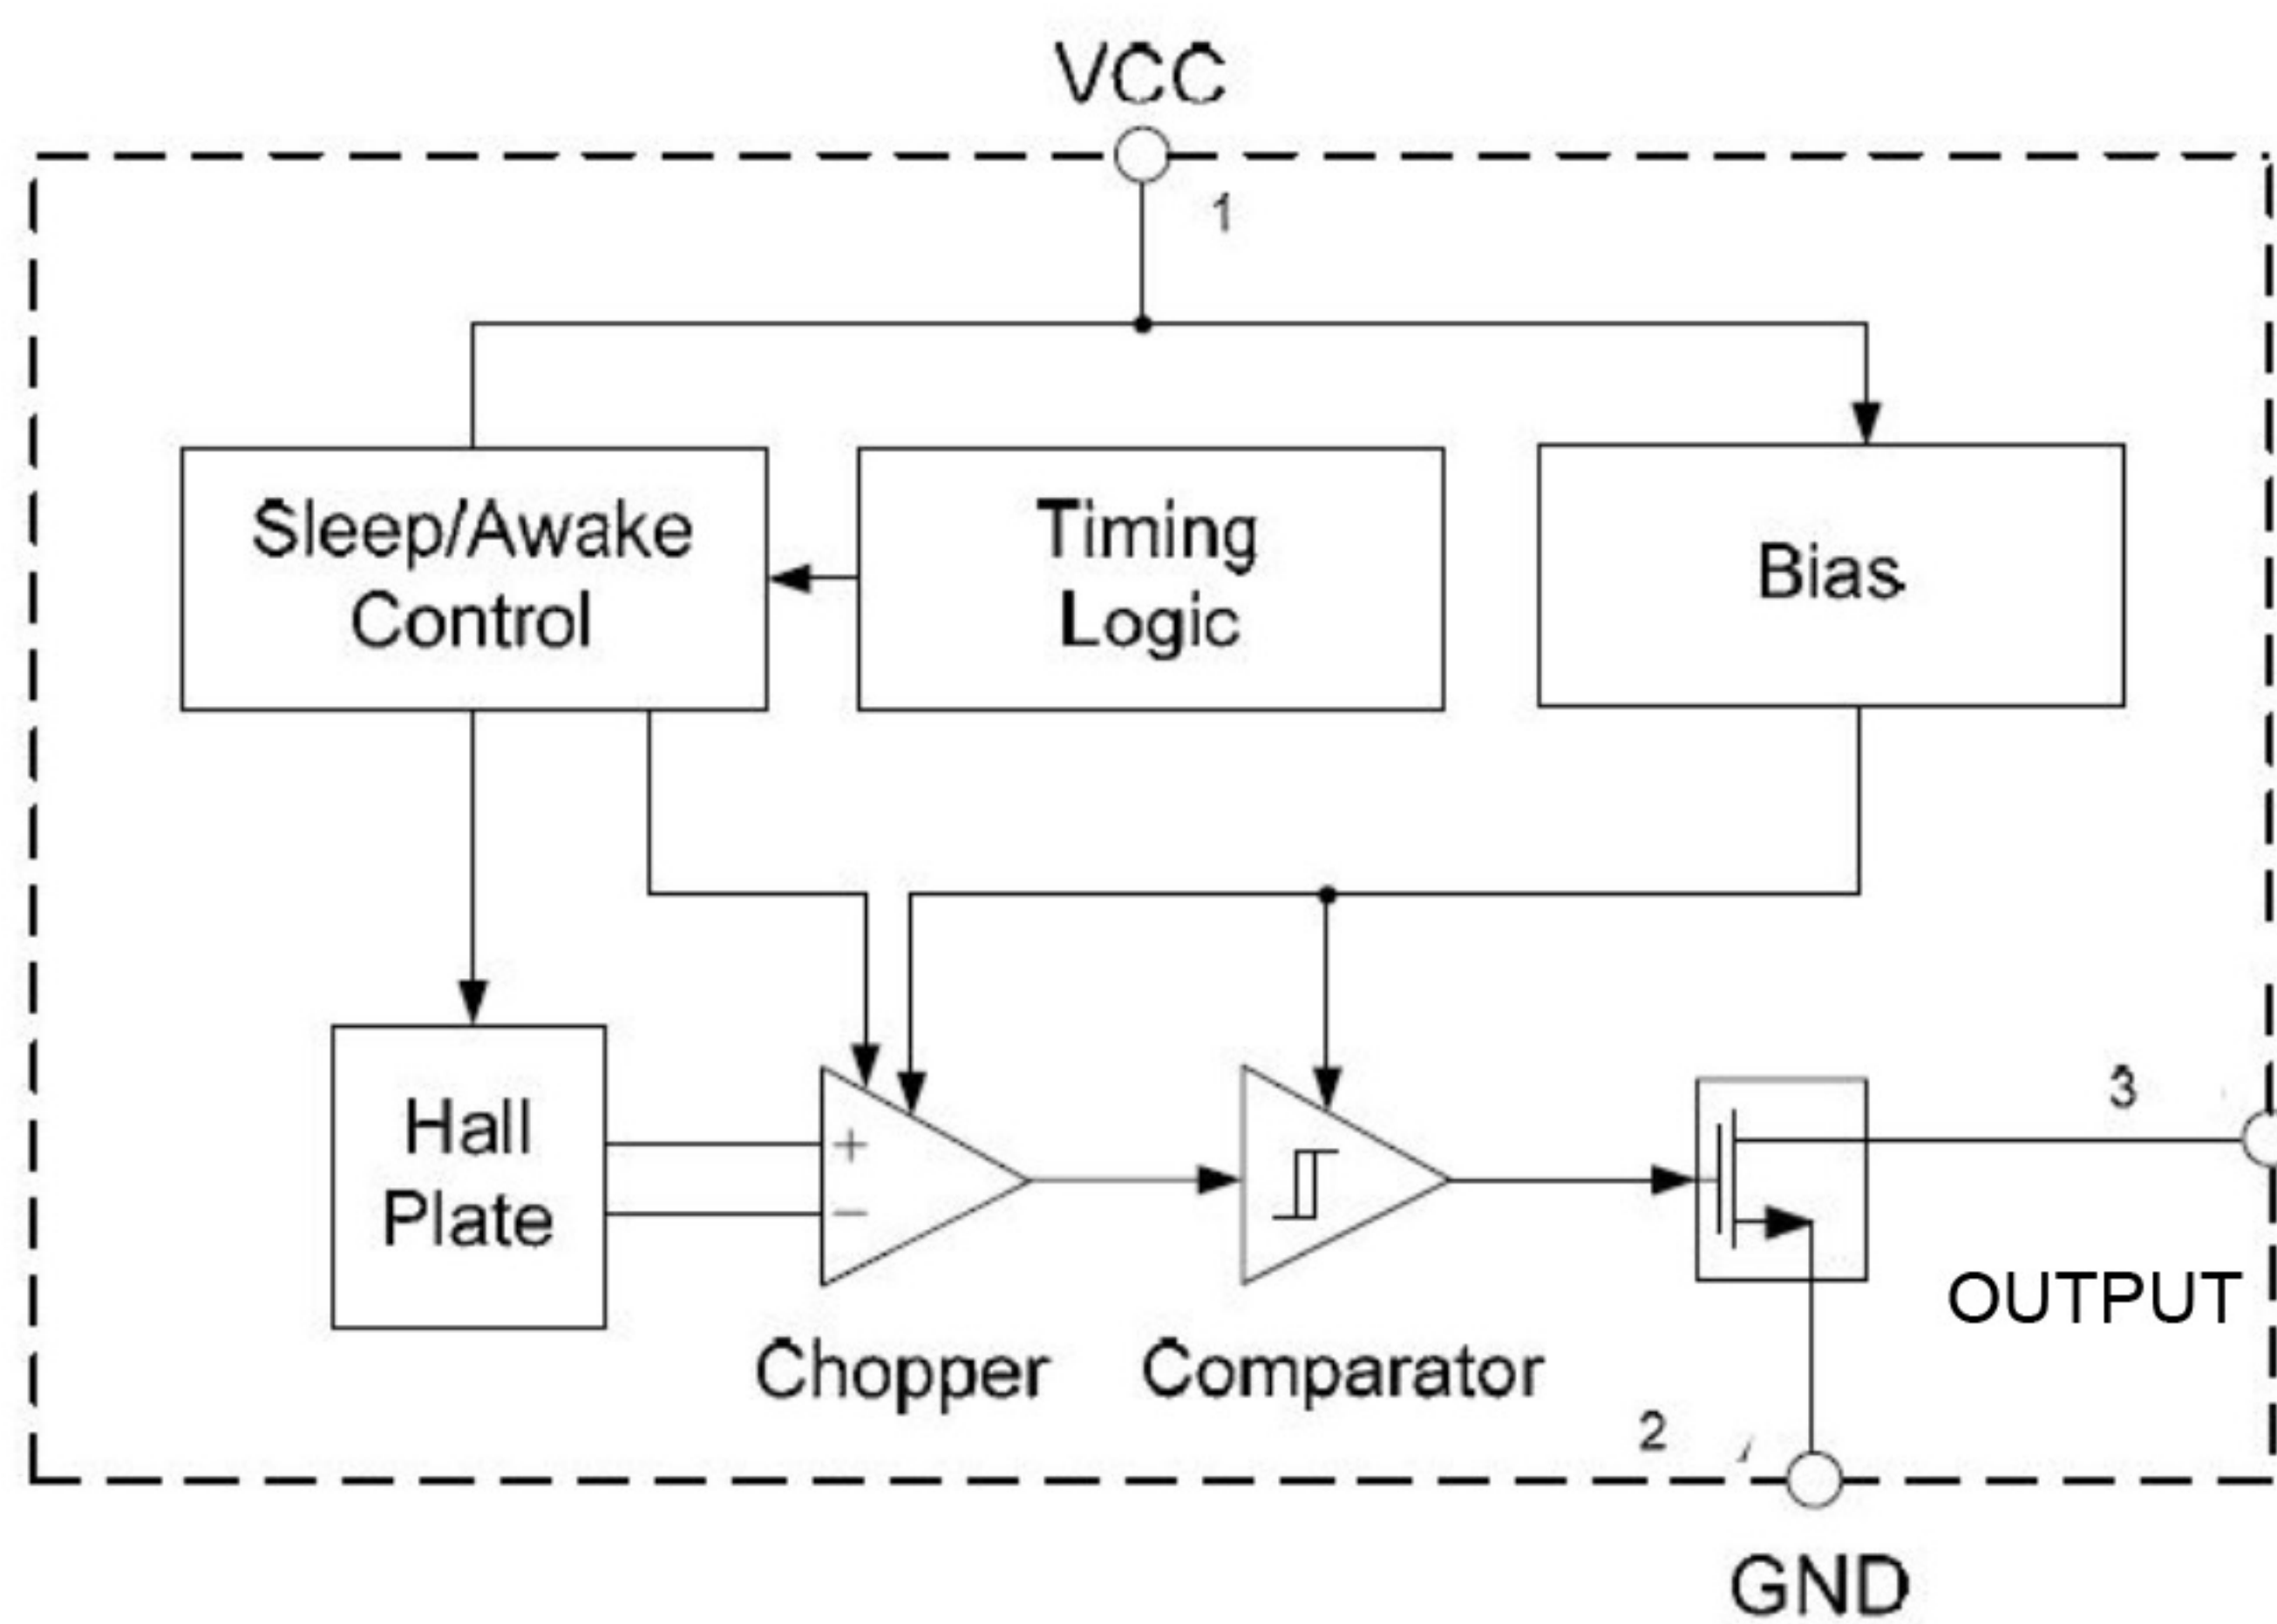 VCC
1
Sleep/Awake
Control
Timing
Logic
Bias
Hall
Plate
+
−
3
OUTPUT
Chopper
Comparator
2
GND